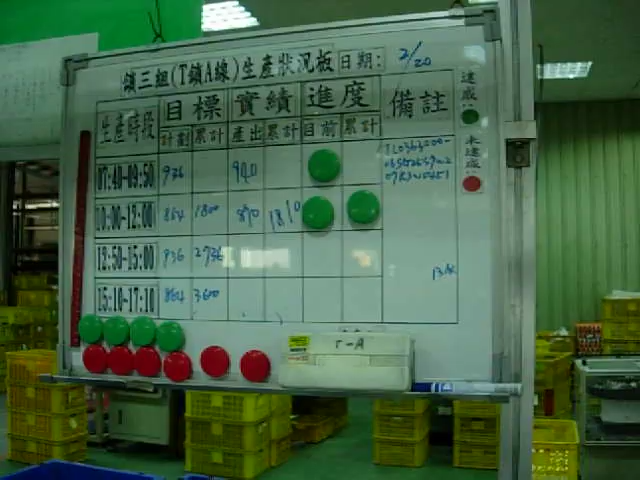 鎖三組(T鎖A線)生產狀況板 日期: 2/20
達成:
未達成:
生產時段 目標 實績 進度 備註
計劃 累計 產出 累計 目前 累計
07:40-09:50 936 940
10:00-12:00 864 1800 870 1810
12:50-15:00 936 2736
15:10-17:10 864 3600
T-A